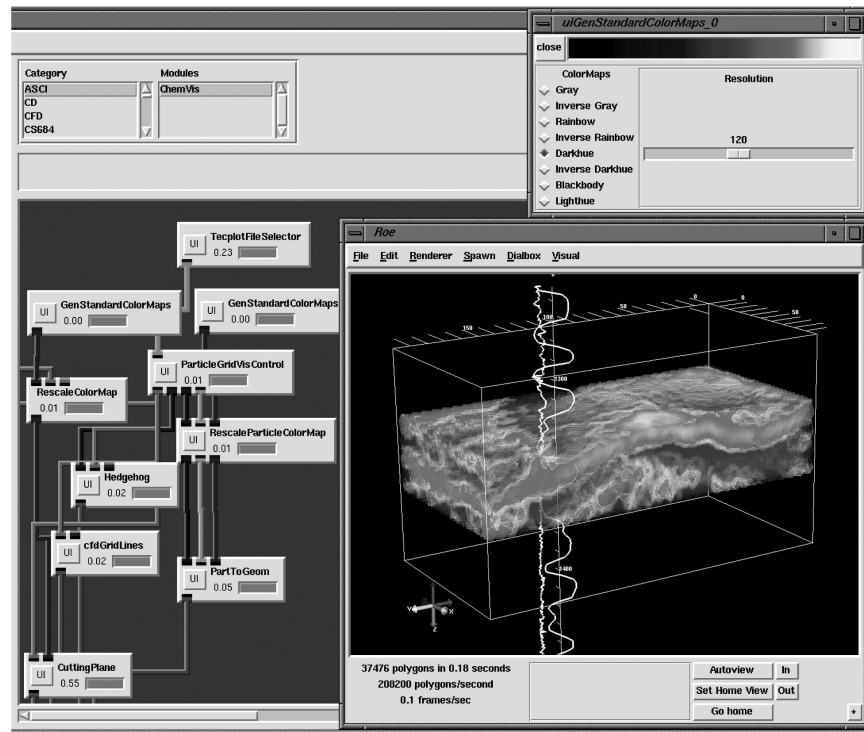 uiGenStandardColorMaps_0
close
ColorMaps
Gray
Inverse Gray
Rainbow
Inverse Rainbow
Darkhue
Inverse Darkhue
Blackbody
Lighthue
Resolution
120
Category
ASCI
CD
CFD
CS684
Modules
ChemVis
UI TecplotFileSelector
0.23
UI GenStandardColorMaps
0.00
UI GenStandardColorMaps
0.00
UI ParticleGridVisControl
0.01
RescaleColorMap
0.01
UI RescaleParticleColorMap
0.01
UI Hedgehog
0.02
UI cfdGridLines
0.02
UI PartToGeom
0.05
UI CuttingPlane
0.55
Roe
File Edit Renderer Spawn Dialbox Visual
150 100 50 0 0 50
1300
1400
Y X
Z
37476 polygons in 0.18 seconds
208200 polygons/second
0.1 frames/sec
Autoview In
Set Home View Out
Go home +